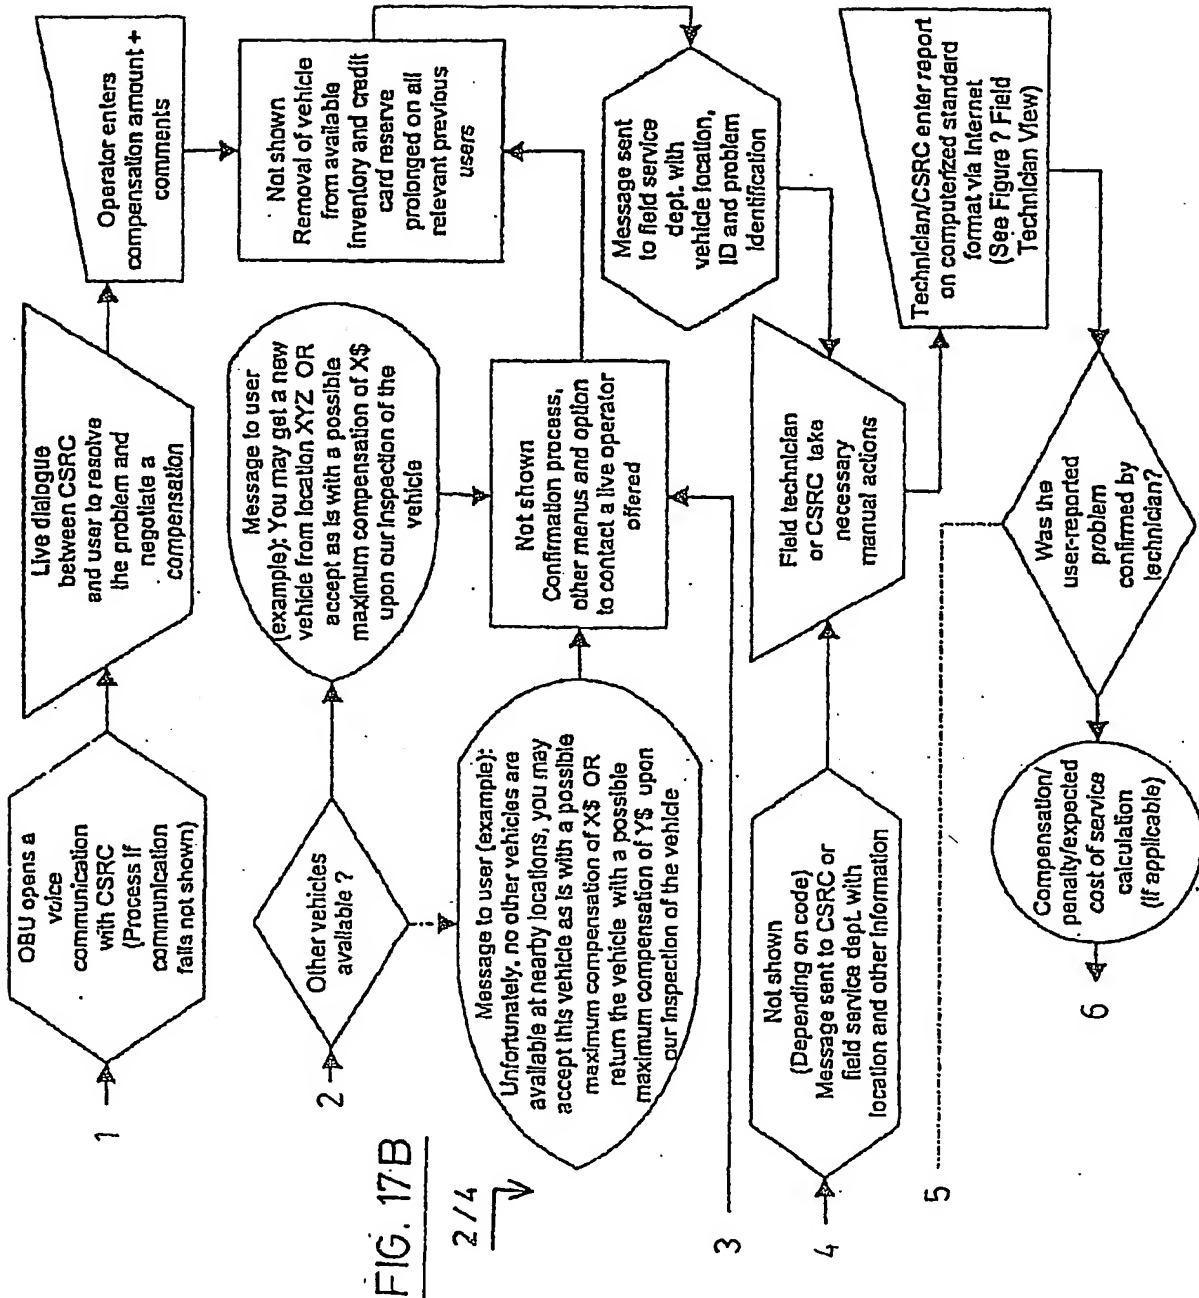 1
OBU opens a
voice
communication
with CSRC
(Process if
communication
fails not shown)
Live dialogue
between CSRC
and user to resolve
the problem and
negotiate a
compensation
Operator enters
compensation amount +
comments
2
Other vehicles
available ?
Message to user
(example): You may get a new
vehicle from location XYZ OR
accept as is with a possible
maximum compensation of X$
upon our inspection of the
vehicle
Not shown
Removal of vehicle
from available
inventory and credit
card reserve
prolonged on all
relevant previous
users
FIG. 17B
2/4
Message to user (example):
Unfortunately. no other vehicles are
available at nearby locations, you may
accept this vehicle as is with a possible
maximum compensation of X$ OR
return the vehicle with a possible
maximum compensation of Y$ upon
our inspection of the vehicle
Not shown
Confirmation process,
other menus and option
to contact a live operator
offered
Message sent
to field service
dept. with
vehicle location,
ID and problem
identification
3
4
Not shown
(Depending on code)
Message sent to CSRC or
field service dept. with
location and other information
Field technician
or CSRC take
necessary
manual actions
Technician/CSRC enter report
on computerized standard
format via Internet
(See Figure ? Field
Technician View)
5
Was the
user-reported
problem
confirmed by
technician?
Compensation/
penalty/expected
cost of service
calculation
(if applicable)
6